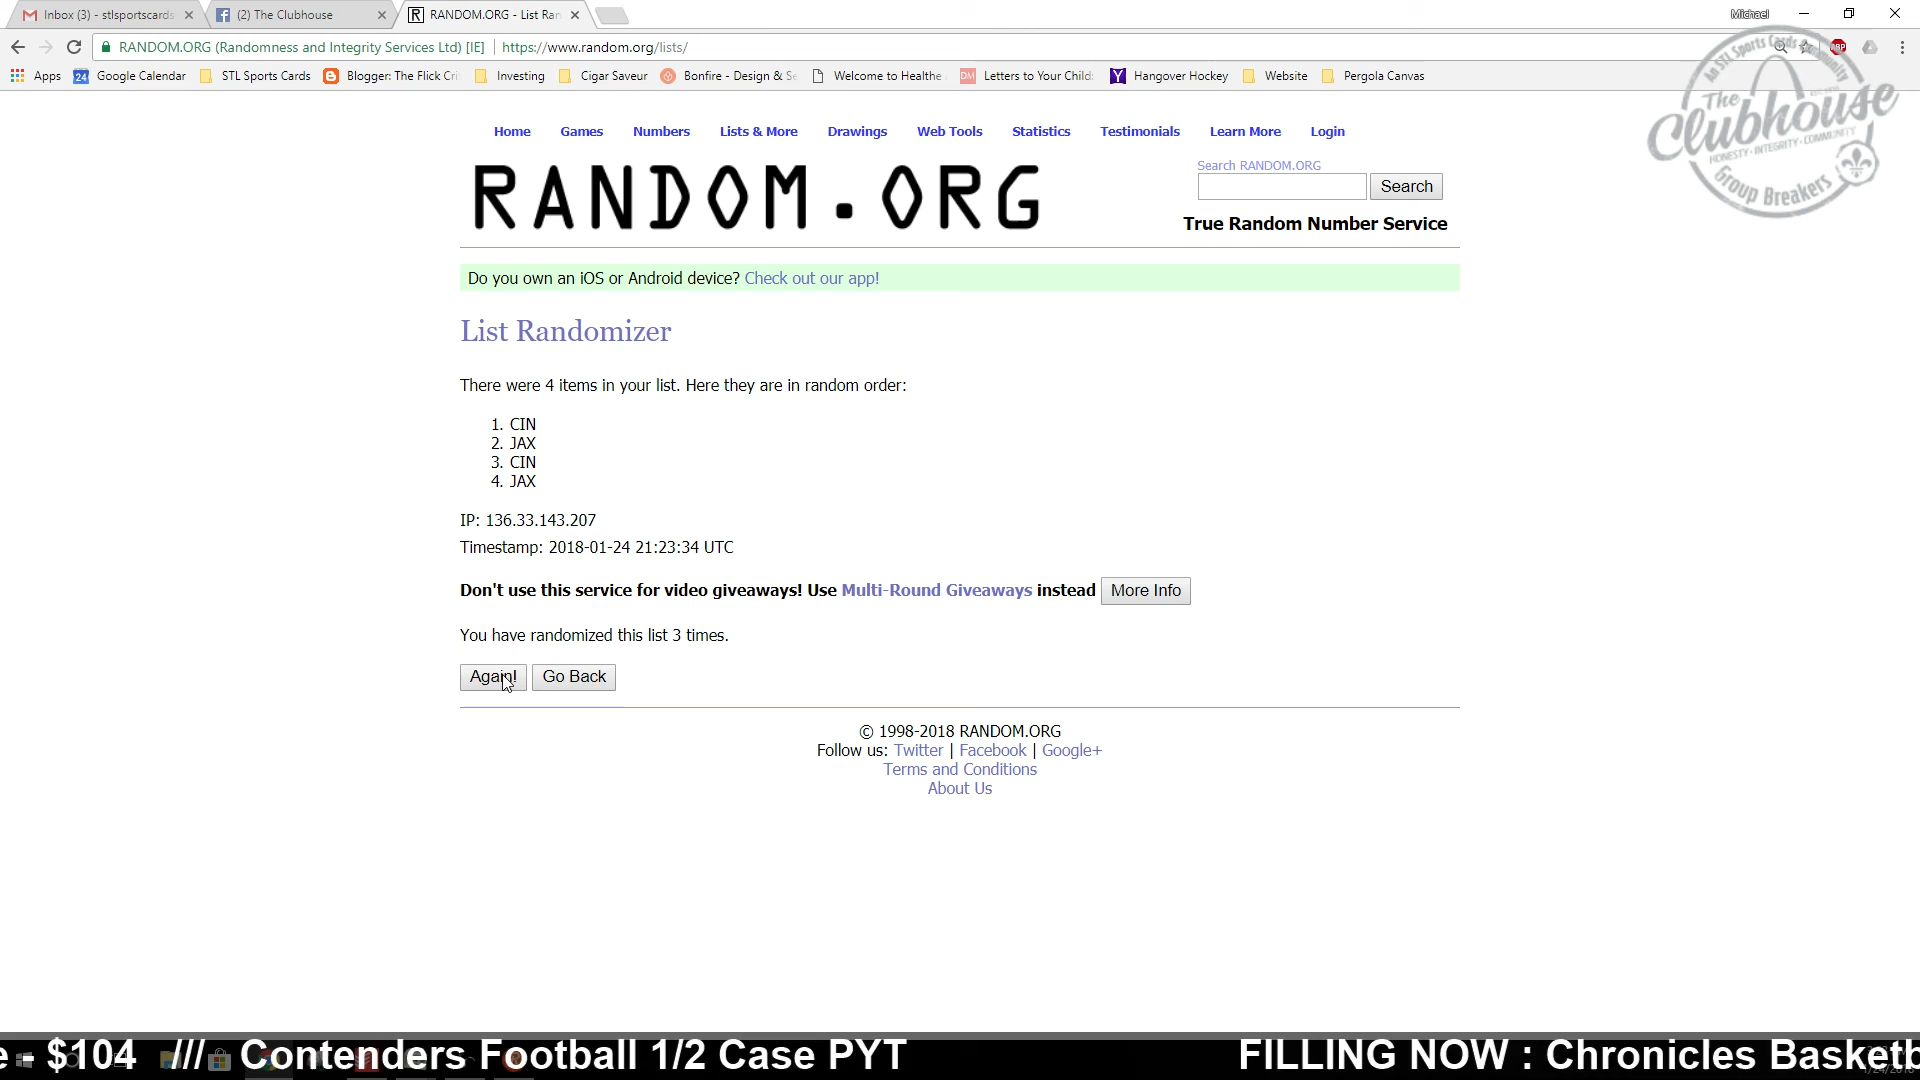 Inbox (3) - stlsportscards
(2) The Clubhouse
RANDOM.ORG - List Ran
Michael
RANDOM.ORG (Randomness and Integrity Services Ltd) [IE]
https://www.random.org/lists/
Apps
Google Calendar
STL Sports Cards
Blogger: The Flick Cri
Investing
Cigar Saveur
Bonfire - Design & Se
Welcome to Healthe
Letters to Your Child:
Hangover Hockey
Website
Pergola Canvas
An STL Sports Cards Community
The
Clubhouse
HONESTY · INTEGRITY · COMMUNITY
Group Breakers
Home Games Numbers Lists & More Drawings Web Tools Statistics Testimonials Learn More Login
RANDOM.ORG
Search RANDOM.ORG
Search
True Random Number Service
Do you own an iOS or Android device? Check out our app!
List Randomizer
There were 4 items in your list. Here they are in random order:
1. CIN
2. JAX
3. CIN
4. JAX
IP: 136.33.143.207
Timestamp: 2018-01-24 21:23:34 UTC
Don't use this service for video giveaways! Use Multi-Round Giveaways instead More Info
You have randomized this list 3 times.
Again! Go Back
© 1998-2018 RANDOM.ORG
Follow us: Twitter | Facebook | Google+
Terms and Conditions
About Us
e - $104 /// Contenders Football 1/2 Case PYT FILLING NOW : Chronicles Basketb